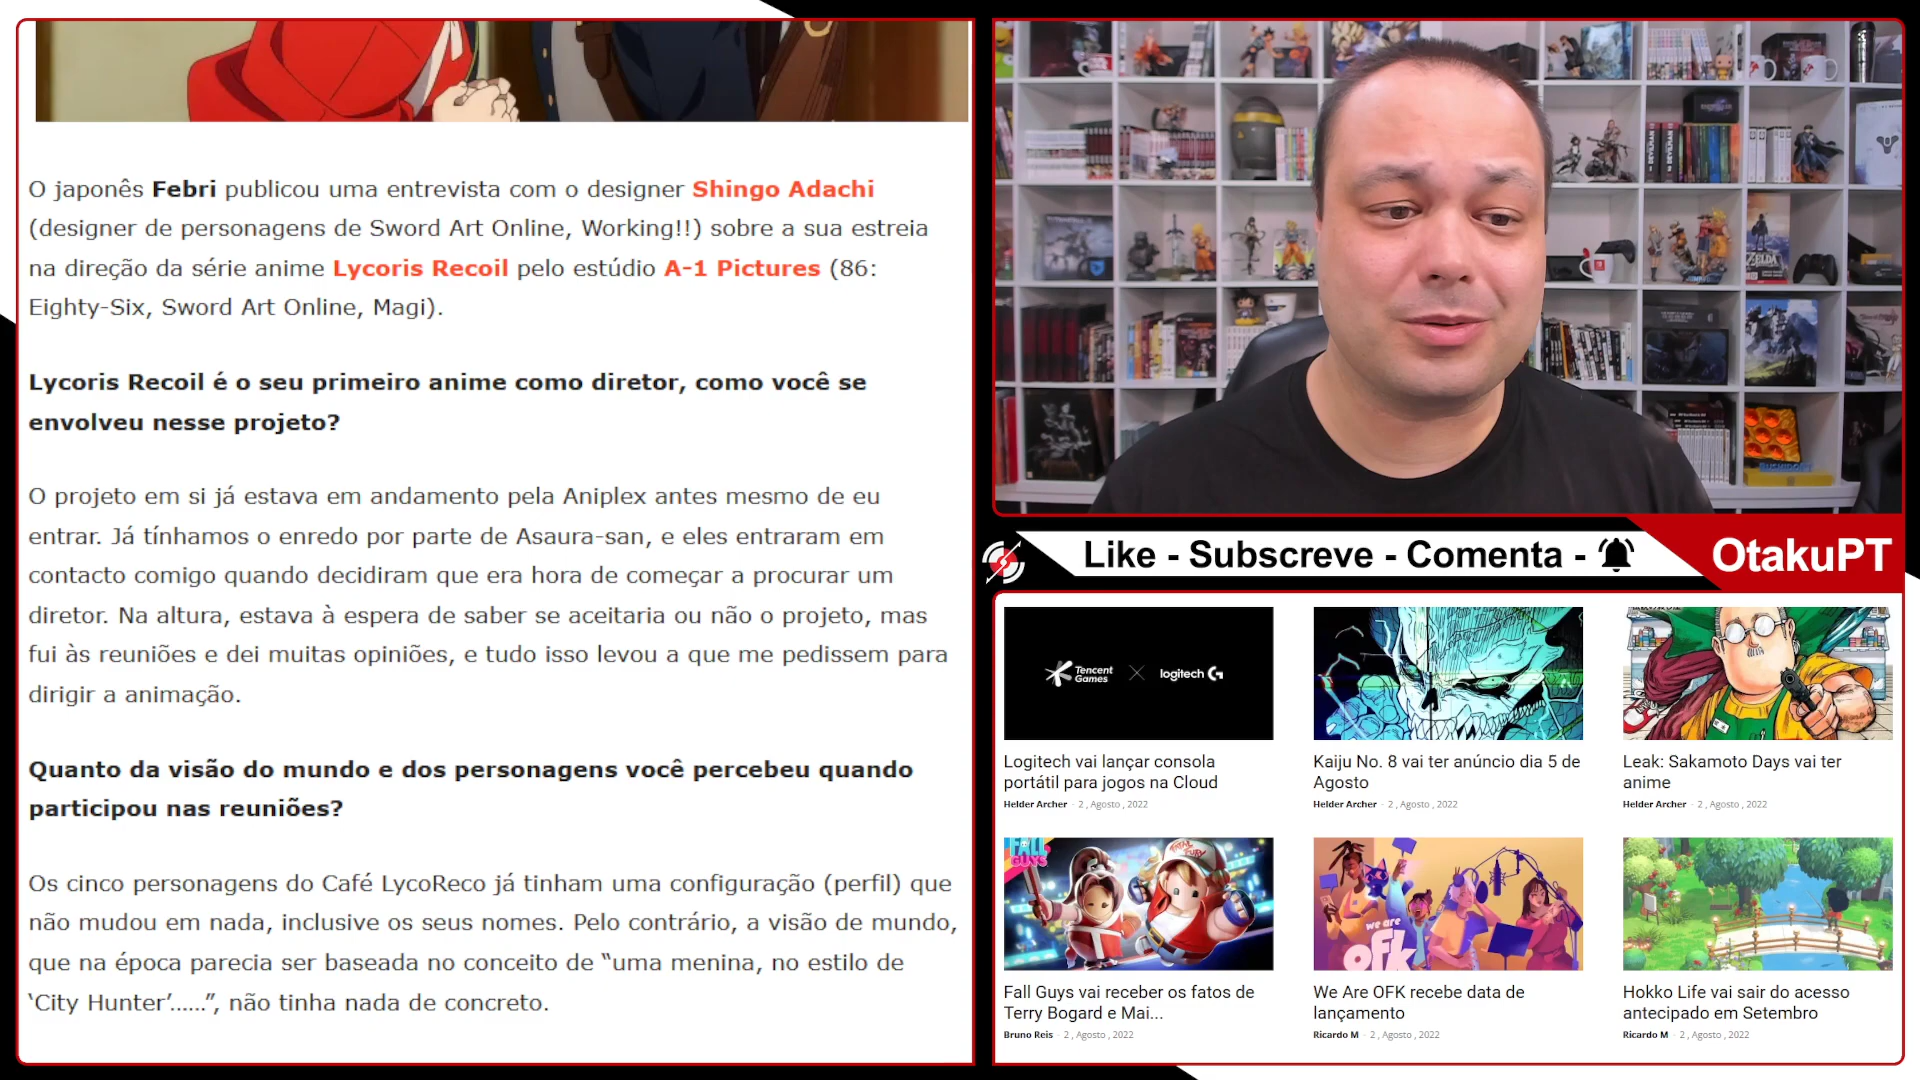 O japonês Febri publicou uma entrevista com o designer Shingo Adachi
(designer de personagens de Sword Art Online, Working!!) sobre a sua estreia
na direção da série anime Lycoris Recoil pelo estúdio A-1 Pictures (86:
Eighty-Six, Sword Art Online, Magi).
Lycoris Recoil é o seu primeiro anime como diretor, como você se
envolveu nesse projeto?
O projeto em si já estava em andamento pela Aniplex antes mesmo de eu
entrar. Já tínhamos o enredo por parte de Asaura-san, e eles entraram em
contacto comigo quando decidiram que era hora de começar a procurar um
diretor. Na altura, estava à espera de saber se aceitaria ou não o projeto, mas
fui às reuniões e dei muitas opiniões, e tudo isso levou a que me pedissem para
dirigir a animação.
Quanto da visão do mundo e dos personagens você percebeu quando
participou nas reuniões?
Os cinco personagens do Café LycoReco já tinham uma configuração (perfil) que
não mudou em nada, inclusive os seus nomes. Pelo contrário, a visão de mundo,
que na época parecia ser baseada no conceito de “uma menina, no estilo de
‘City Hunter’......”, não tinha nada de concreto.
DEVILMAN
ZELDA
Like - Subscreve - Comenta -
OtakuPT
Tencent
Games
logitech G
Logitech vai lançar consola
portátil para jogos na Cloud
Helder Archer - 2 , Agosto , 2022
Kaiju No. 8 vai ter anúncio dia 5 de
Agosto
Helder Archer - 2 , Agosto , 2022
Leak: Sakamoto Days vai ter
anime
Helder Archer - 2 , Agosto , 2022
FALL
GUYS
FATAL
FURY
Fall Guys vai receber os fatos de
Terry Bogard e Mai...
Bruno Reis - 2 , Agosto , 2022
we are
OFK
We Are OFK recebe data de
lançamento
Ricardo M - 2 , Agosto , 2022
Hokko Life vai sair do acesso
antecipado em Setembro
Ricardo M - 2 , Agosto , 2022